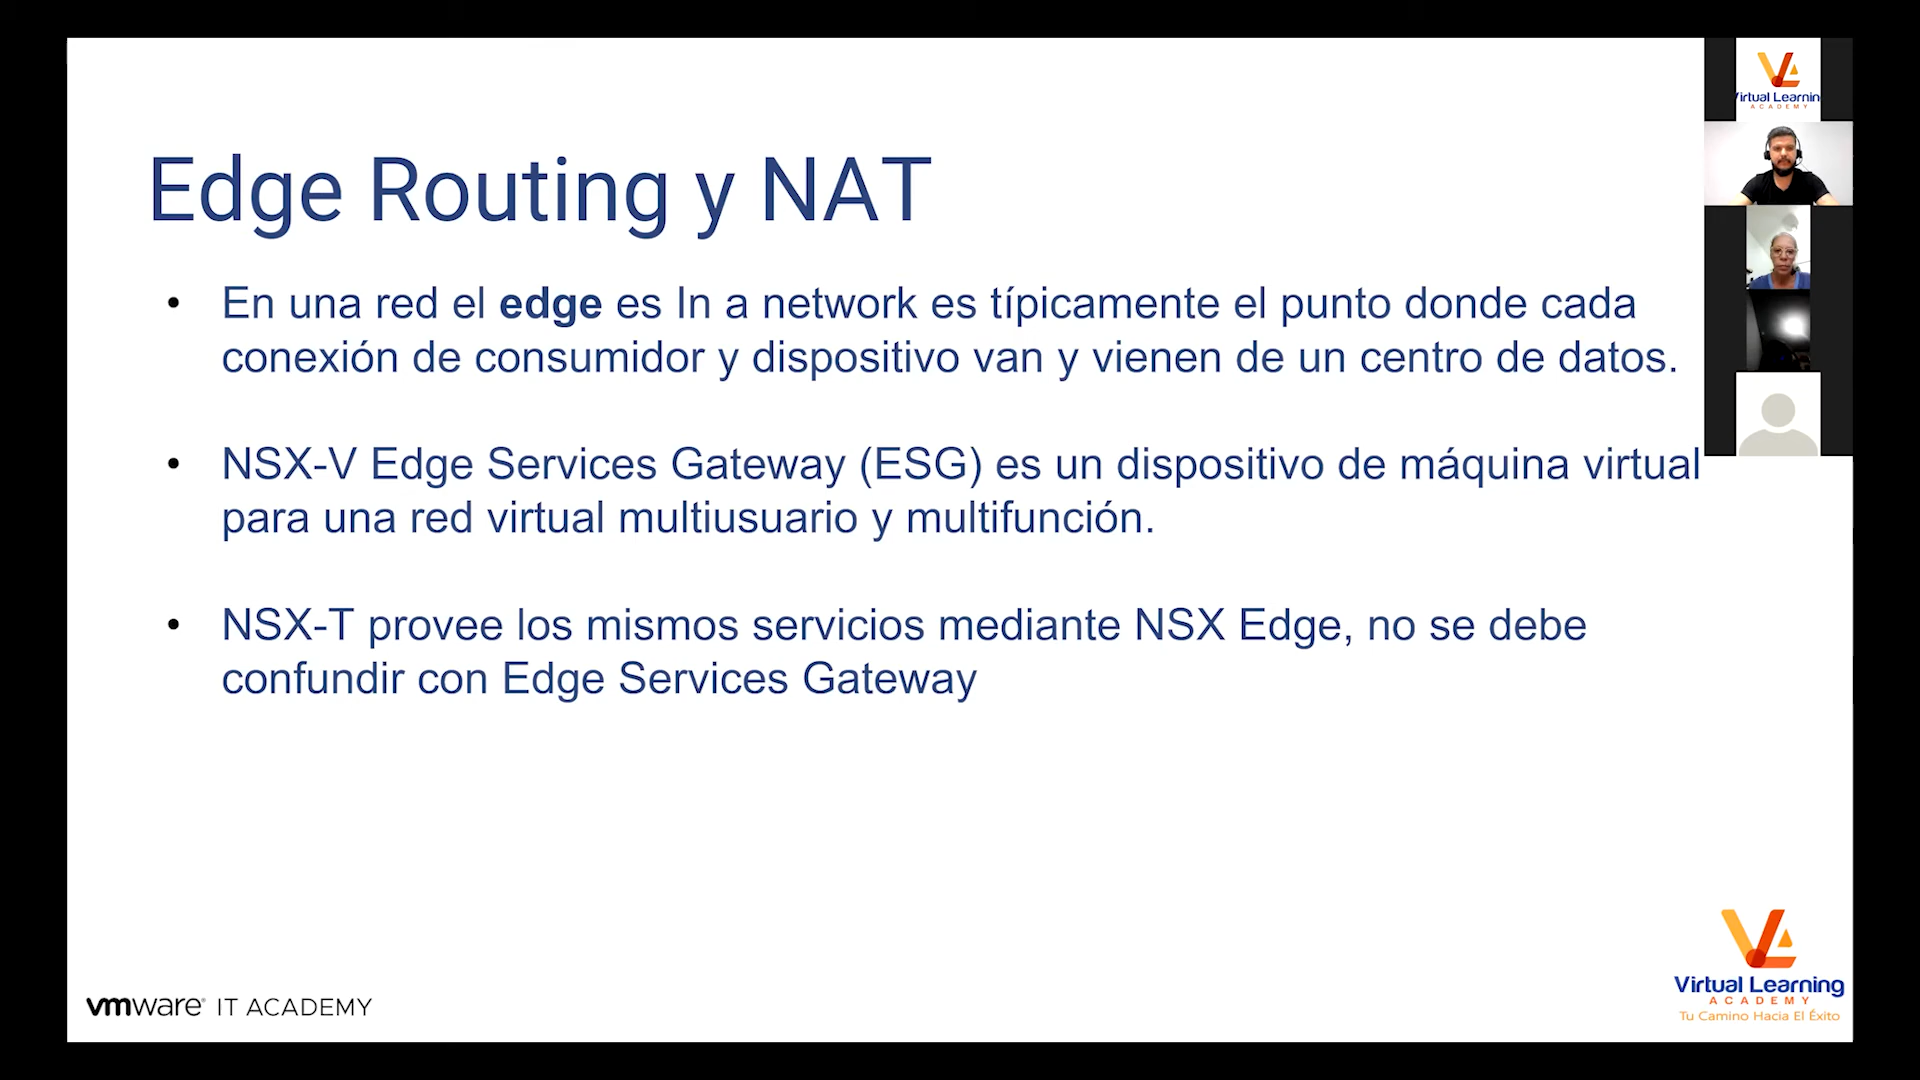 Virtual Learning
ACADEMY
Edge Routing y NAT
• En una red el edge es In a network es típicamente el punto donde cada
conexión de consumidor y dispositivo van y vienen de un centro de datos.
• NSX-V Edge Services Gateway (ESG) es un dispositivo de máquina virtual
para una red virtual multiusuario y multifunción.
• NSX-T provee los mismos servicios mediante NSX Edge, no se debe
confundir con Edge Services Gateway
vmware® IT ACADEMY
Virtual Learning
ACADEMY
Tu Camino Hacia El Éxito